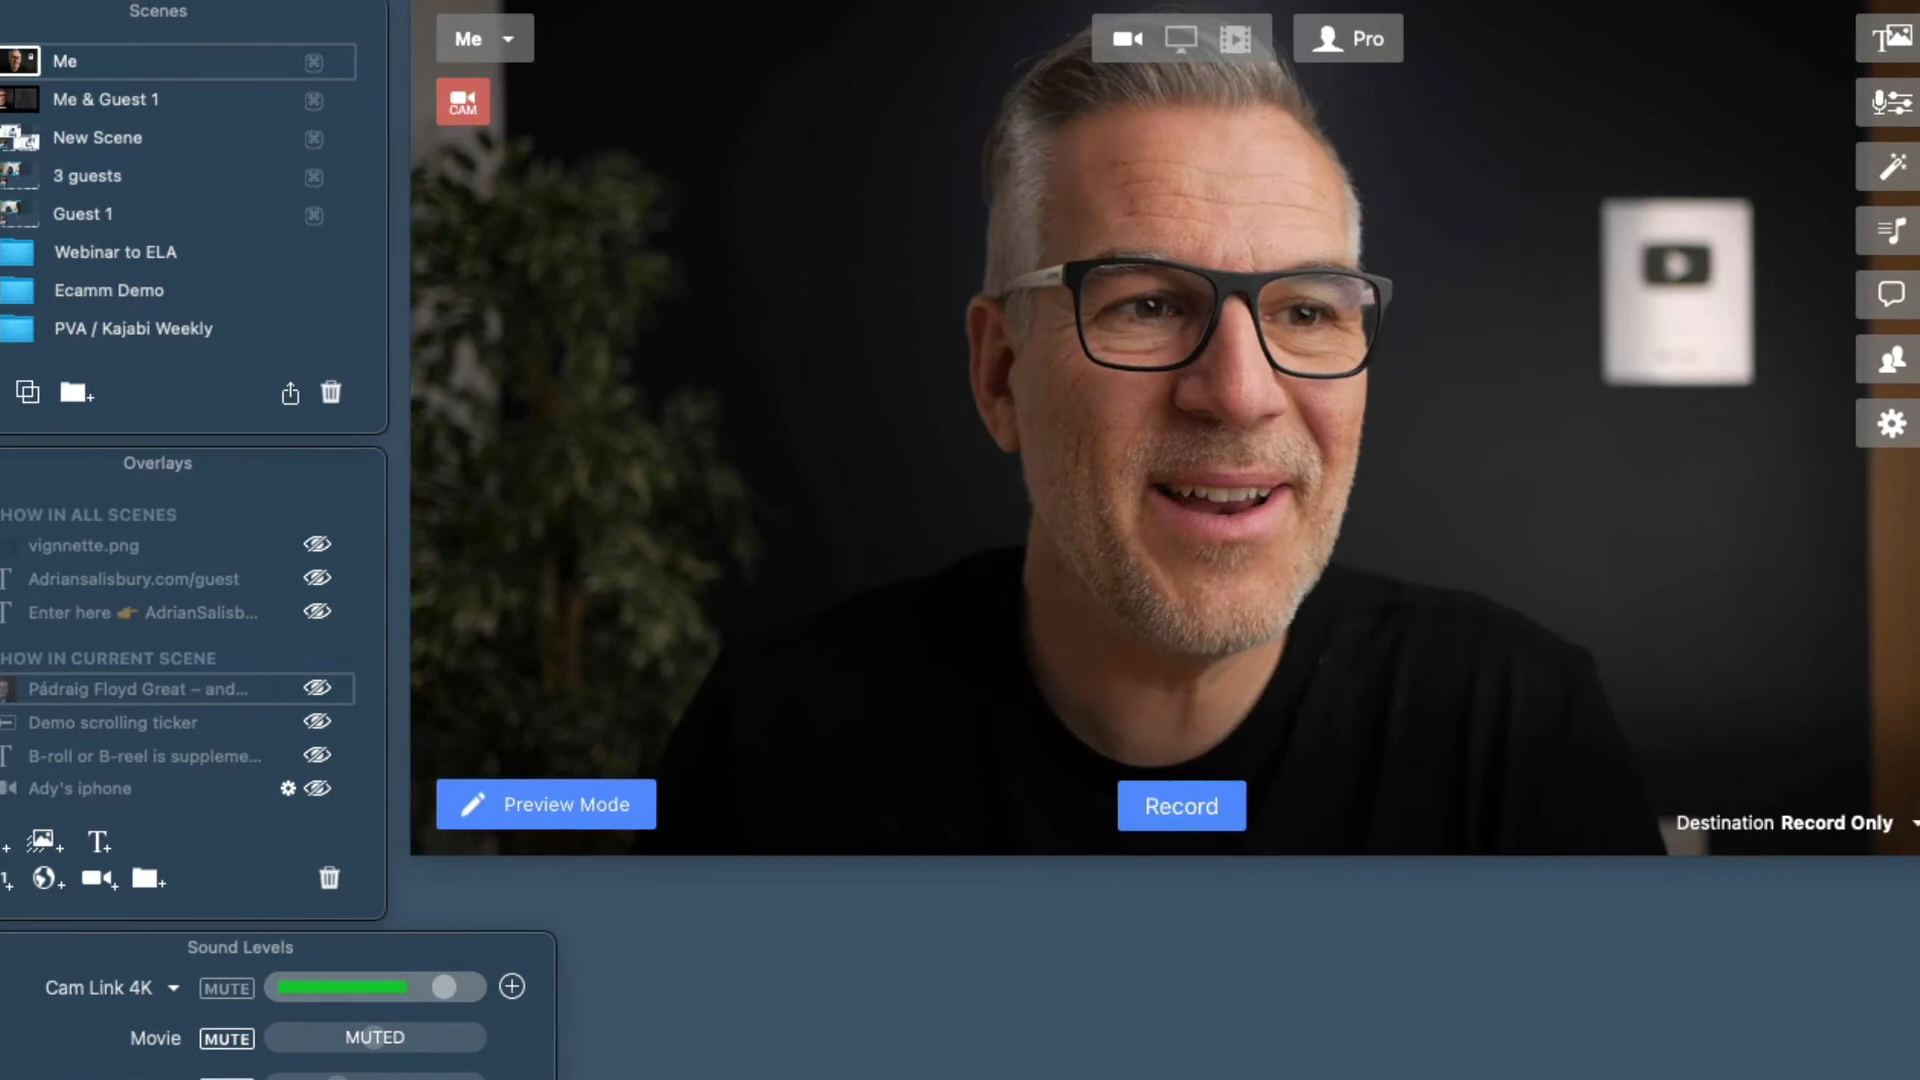 Scenes
Me
Me & Guest 1
New Scene
3 guests
Guest 1
Webinar to ELA
Ecamm Demo
PVA / Kajabi Weekly
Overlays
HOW IN ALL SCENES
vignnette.png
Adriansalisbury.com/guest
Enter here 👉 AdrianSalisb...
HOW IN CURRENT SCENE
Pádraig Floyd Great – and...
Demo scrolling ticker
B-roll or B-reel is suppleme...
Ady's iphone
Sound Levels
Cam Link 4K MUTE
Movie MUTE MUTED
Me
CAM
Pro
Preview Mode
Record
Destination Record Only